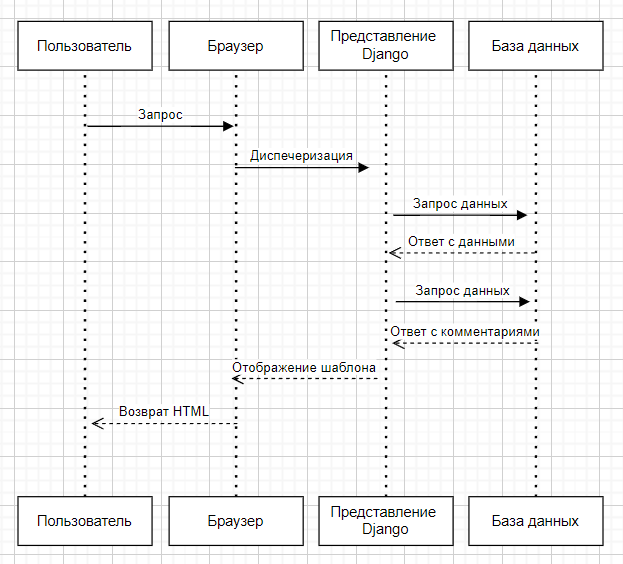 Пользователь
Браузер
Представление
Django
База данных
Запрос
Диспечеризация
Запрос данных
Ответ с данными
Запрос данных
Ответ с комментариями
Отображение шаблона
Возврат HTML
Пользователь
Браузер
Представление
Django
База данных